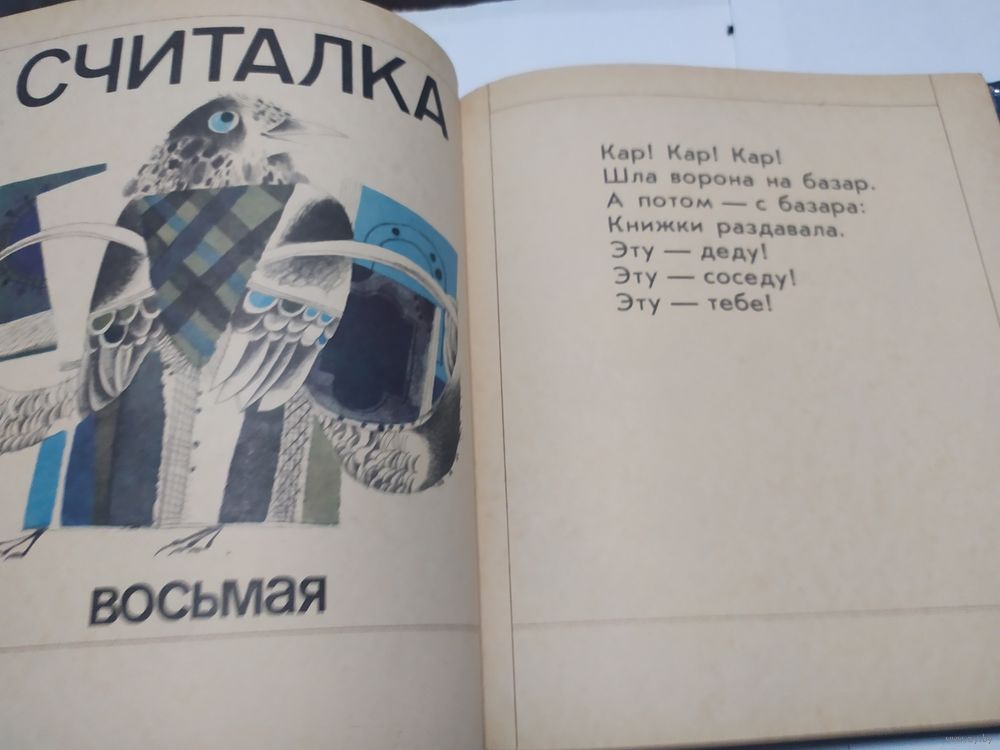 СЧИТАЛКА
восьмая
Кар! Кар! Кар!
Шла ворона на базар.
А потом — с базара:
Книжки раздавала.
Эту — деду!
Эту — соседу!
Эту — тебе!